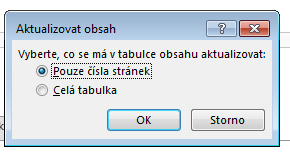 Aktualizovat obsah
?
Vyberte, co se má v tabulce obsahu aktualizovat:
Pouze čísla stránek
Celá tabulka
OK Storno